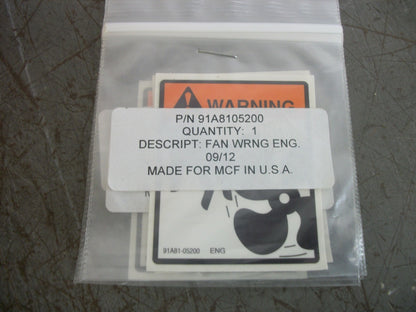 WARNING
P/N 91A8105200
QUANTITY: 1
DESCRIPT: FAN WRNG ENG.
09/12
MADE FOR MCF IN U.S A.
91A81-05200 ENG